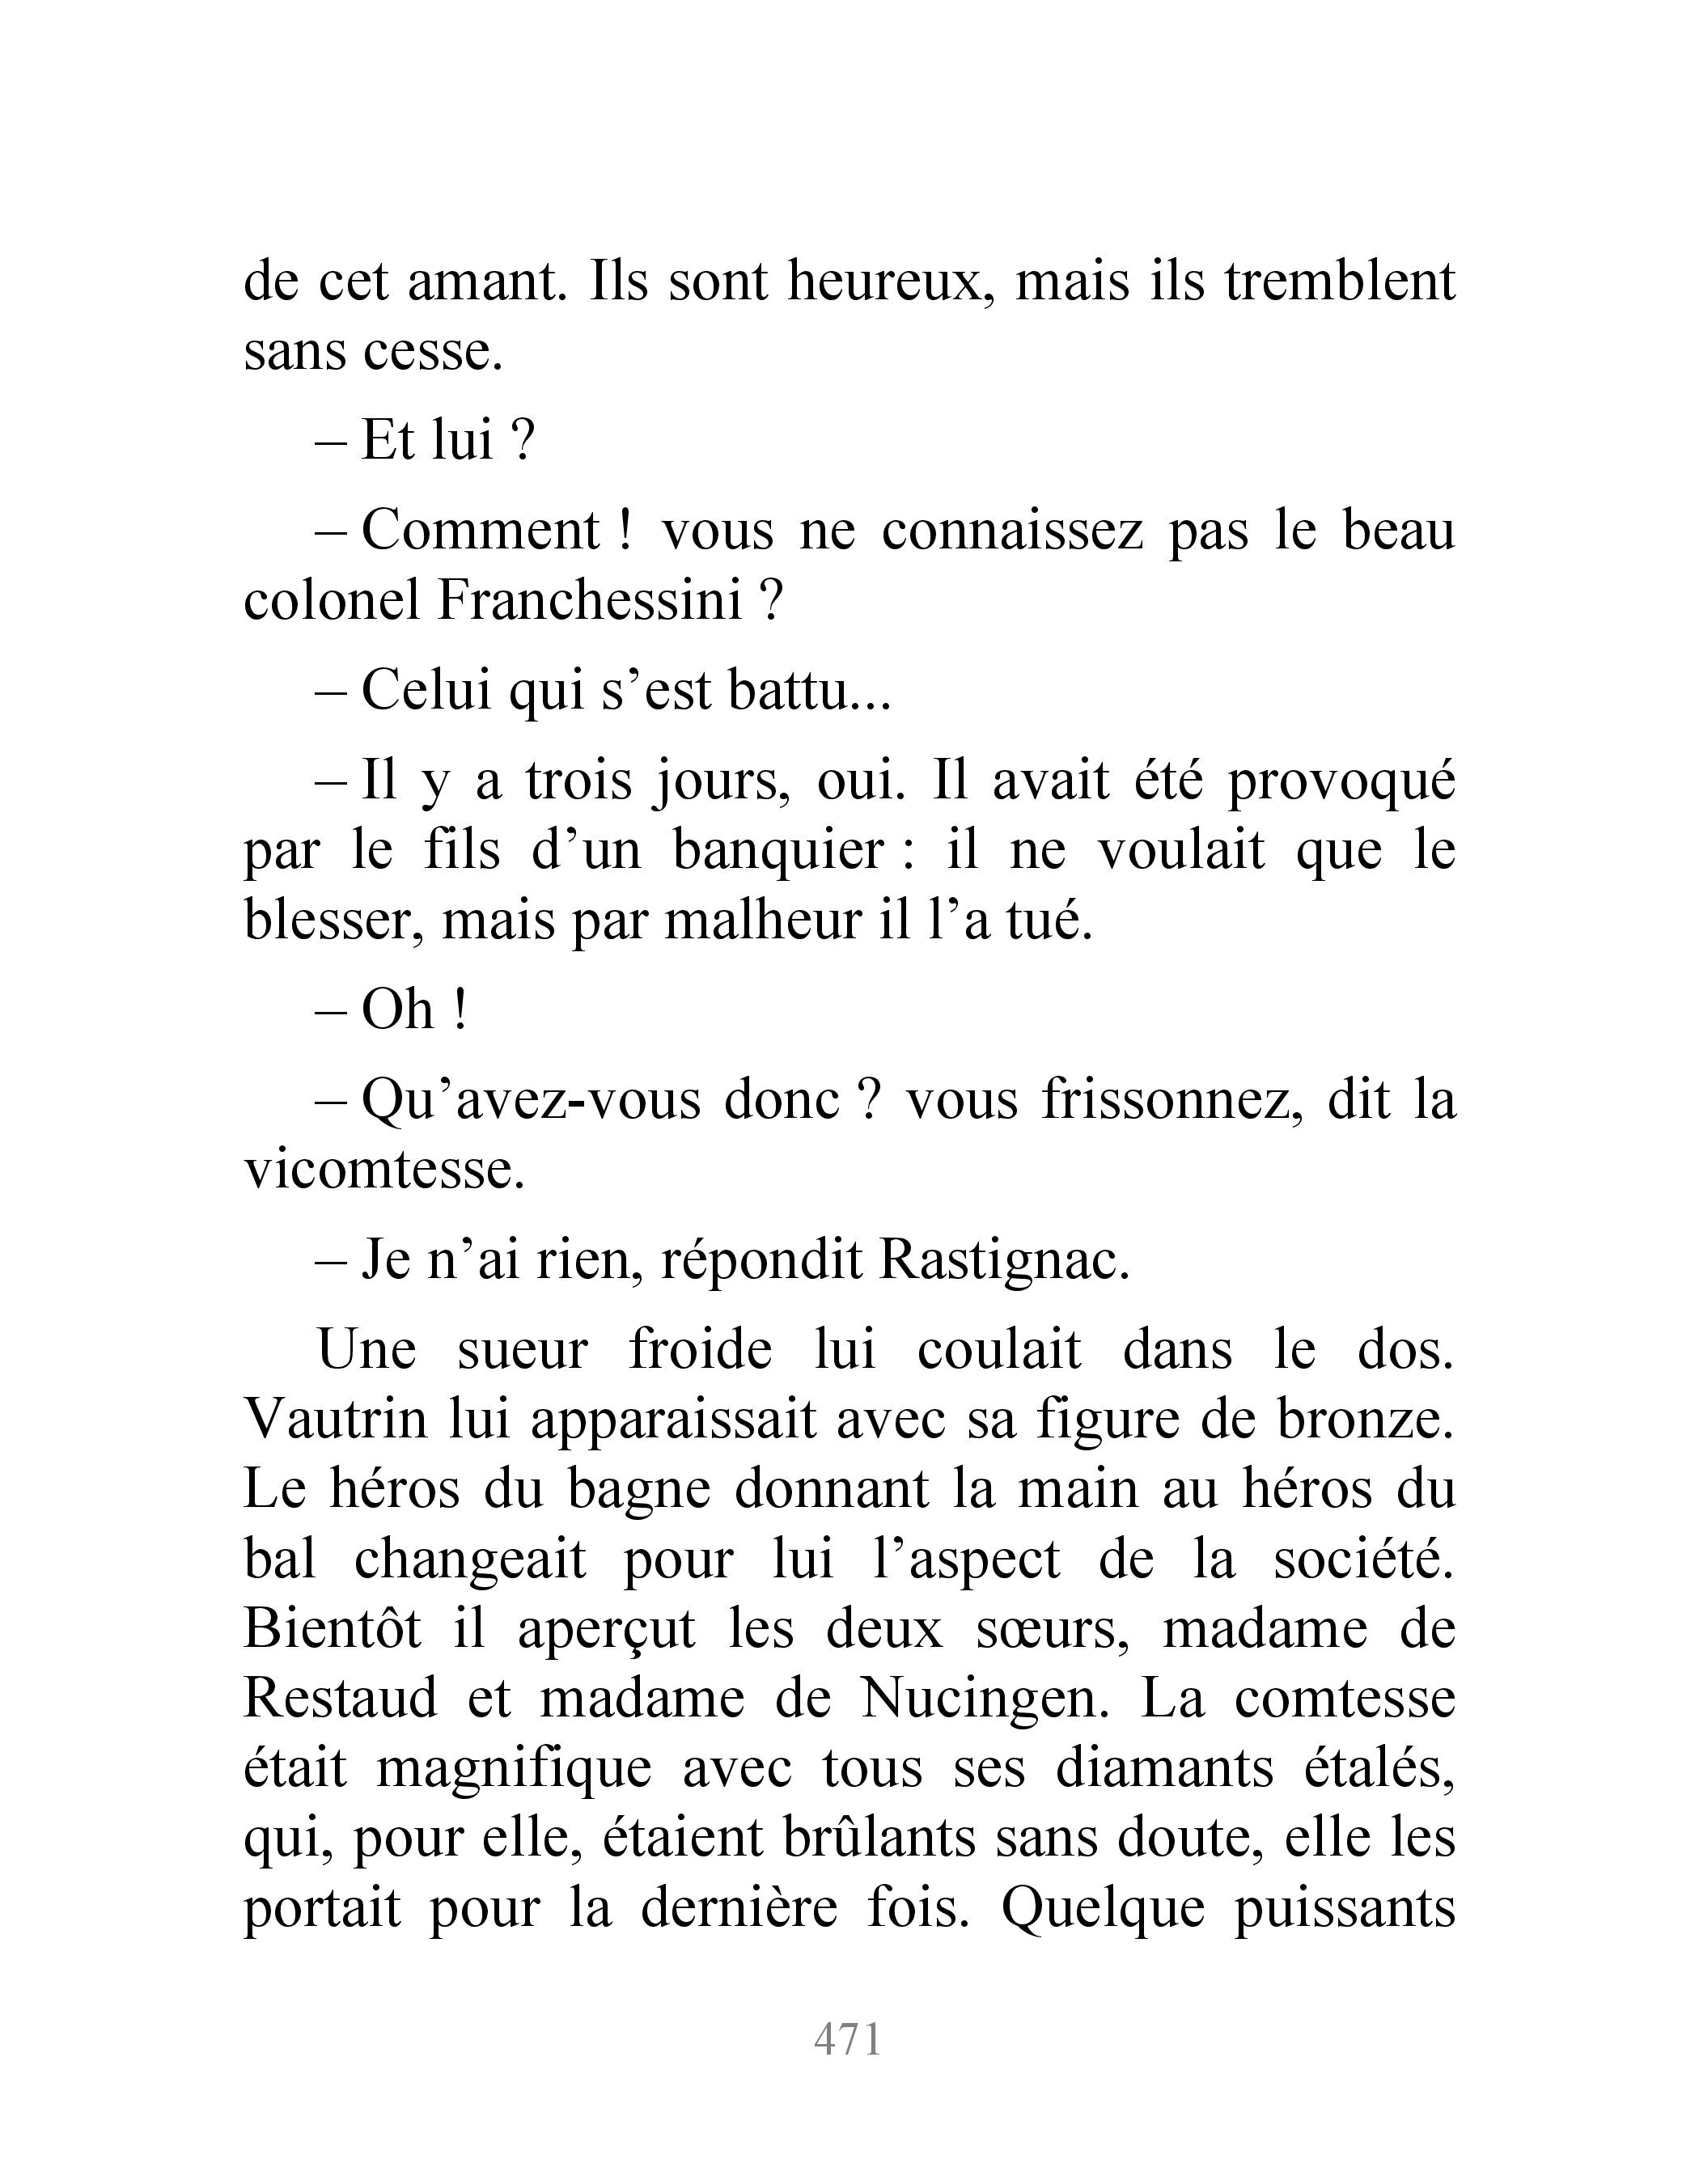 de cet amant. Ils sont heureux, mais ils tremblent
sans cesse.
– Et lui ?
– Comment ! vous ne connaissez pas le beau
colonel Franchessini ?
– Celui qui s’est battu...
– Il y a trois jours, oui. Il avait été provoqué
par le fils d’un banquier : il ne voulait que le
blesser, mais par malheur il l’a tué.
– Oh !
– Qu’avez-vous donc ? vous frissonnez, dit la
vicomtesse.
– Je n’ai rien, répondit Rastignac.
Une sueur froide lui coulait dans le dos.
Vautrin lui apparaissait avec sa figure de bronze.
Le héros du bagne donnant la main au héros du
bal changeait pour lui l’aspect de la société.
Bientôt il aperçut les deux sœurs, madame de
Restaud et madame de Nucingen. La comtesse
était magnifique avec tous ses diamants étalés,
qui, pour elle, étaient brûlants sans doute, elle les
portait pour la dernière fois. Quelque puissants
471